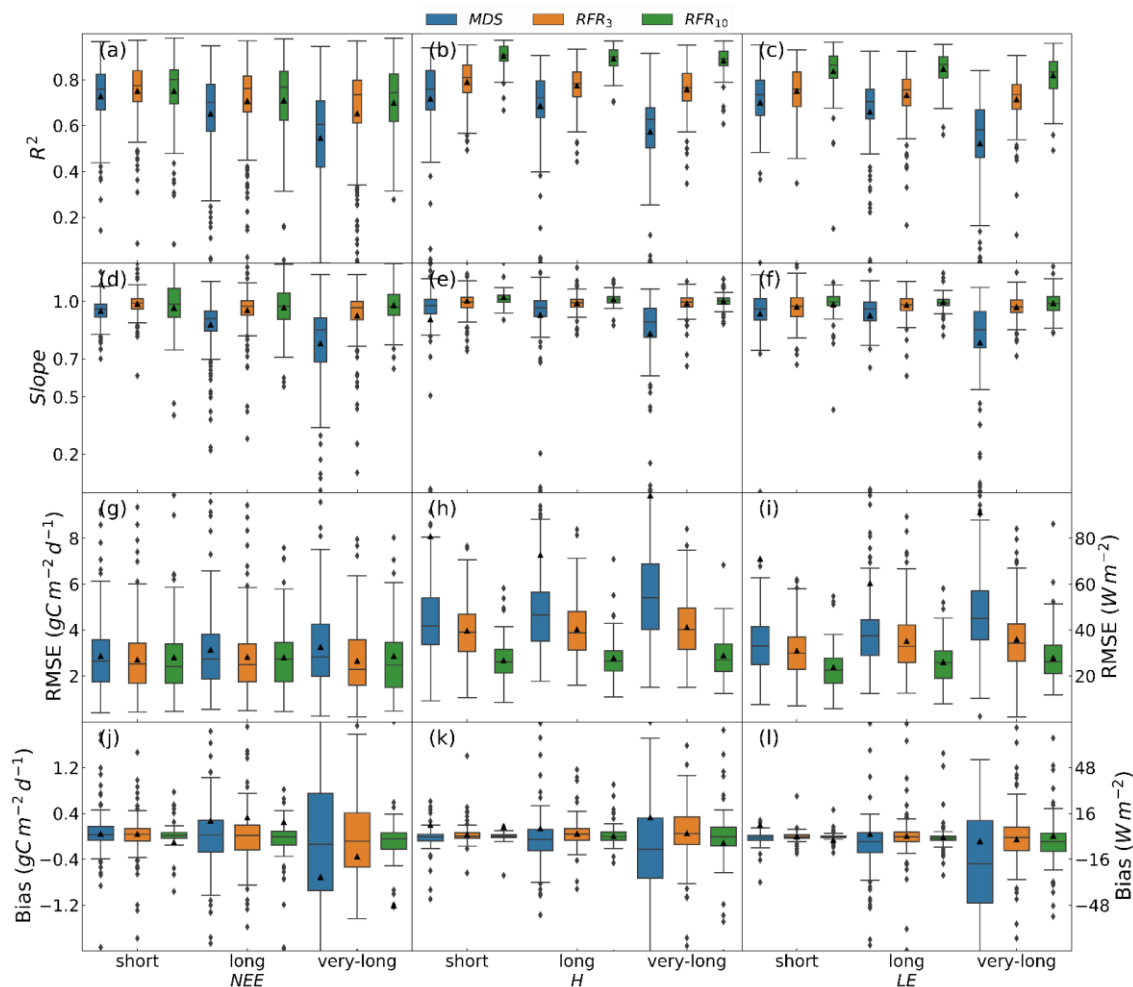 MDS RFR₃ RFR₁₀
(a) (b) (c)
0.8
0.6
0.4
0.2
R²
(d) (e) (f)
1.0
0.7
0.5
0.2
Slope
(g) (h) (i)
8 80
6 60
4 40
2 20
RMSE (gC m⁻² d⁻¹) RMSE (W m⁻²)
(j) (k) (l)
1.2 48
0.4 16
−0.4 −16
−1.2 −48
Bias (gC m⁻² d⁻¹) Bias (W m⁻²)
short long very-long short long very-long short long very-long
NEE H LE